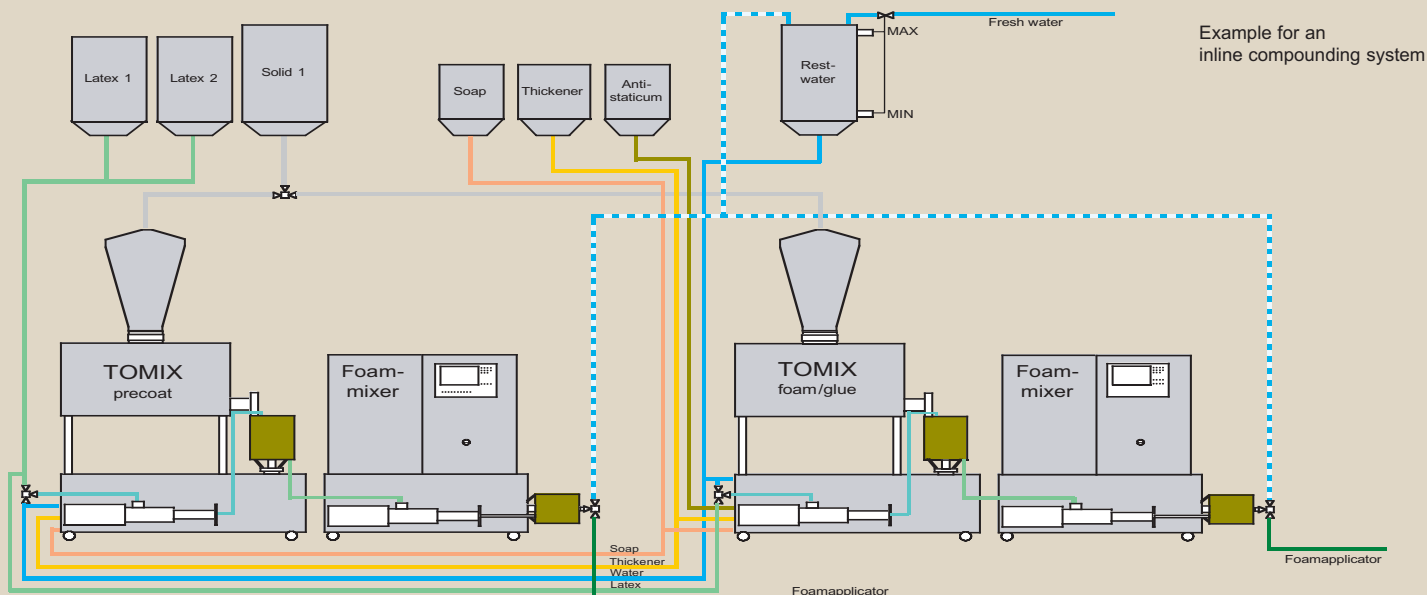 Fresh water
Example for an
inline compounding system
MAX
Latex 1
Latex 2
Solid 1
Soap
Thickener
Anti-
staticum
Rest-
water
MIN
TOMIX
precoat
Foam-
mixer
TOMIX
foam/glue
Foam-
mixer
Soap
Thickener
Water
Latex
Foamapplicator
Foamapplicator